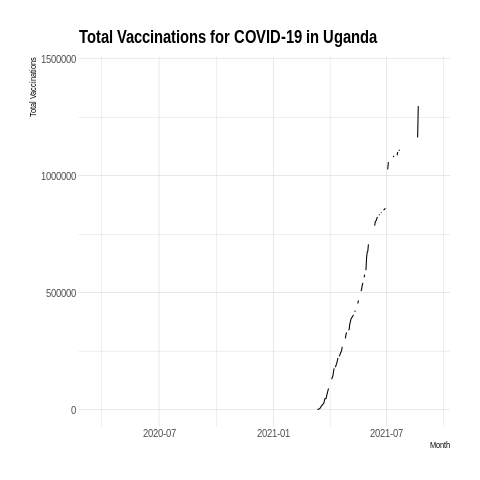 Total Vaccinations for COVID-19 in Uganda
Total Vaccinations
1500000
1000000
500000
0
2020-07
2021-01
2021-07
Month